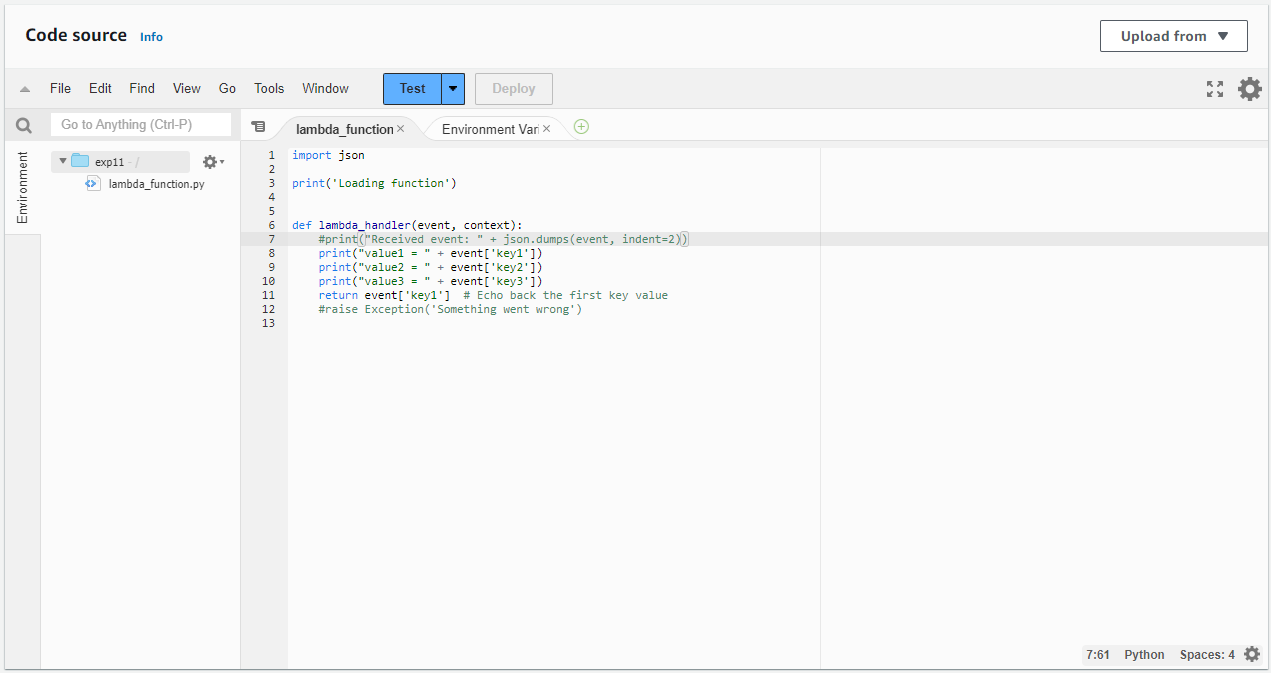 Code source Info Upload from
File Edit Find View Go Tools Window Test Deploy
Go to Anything (Ctrl-P)
Environment
exp11 - /
lambda_function.py
lambda_function × Environment Vari ×
1 import json
2
3 print('Loading function')
4
5
6 def lambda_handler(event, context):
7     #print("Received event: " + json.dumps(event, indent=2))
8     print("value1 = " + event['key1'])
9     print("value2 = " + event['key2'])
10     print("value3 = " + event['key3'])
11     return event['key1']  # Echo back the first key value
12     #raise Exception('Something went wrong')
13
7:61 Python Spaces: 4